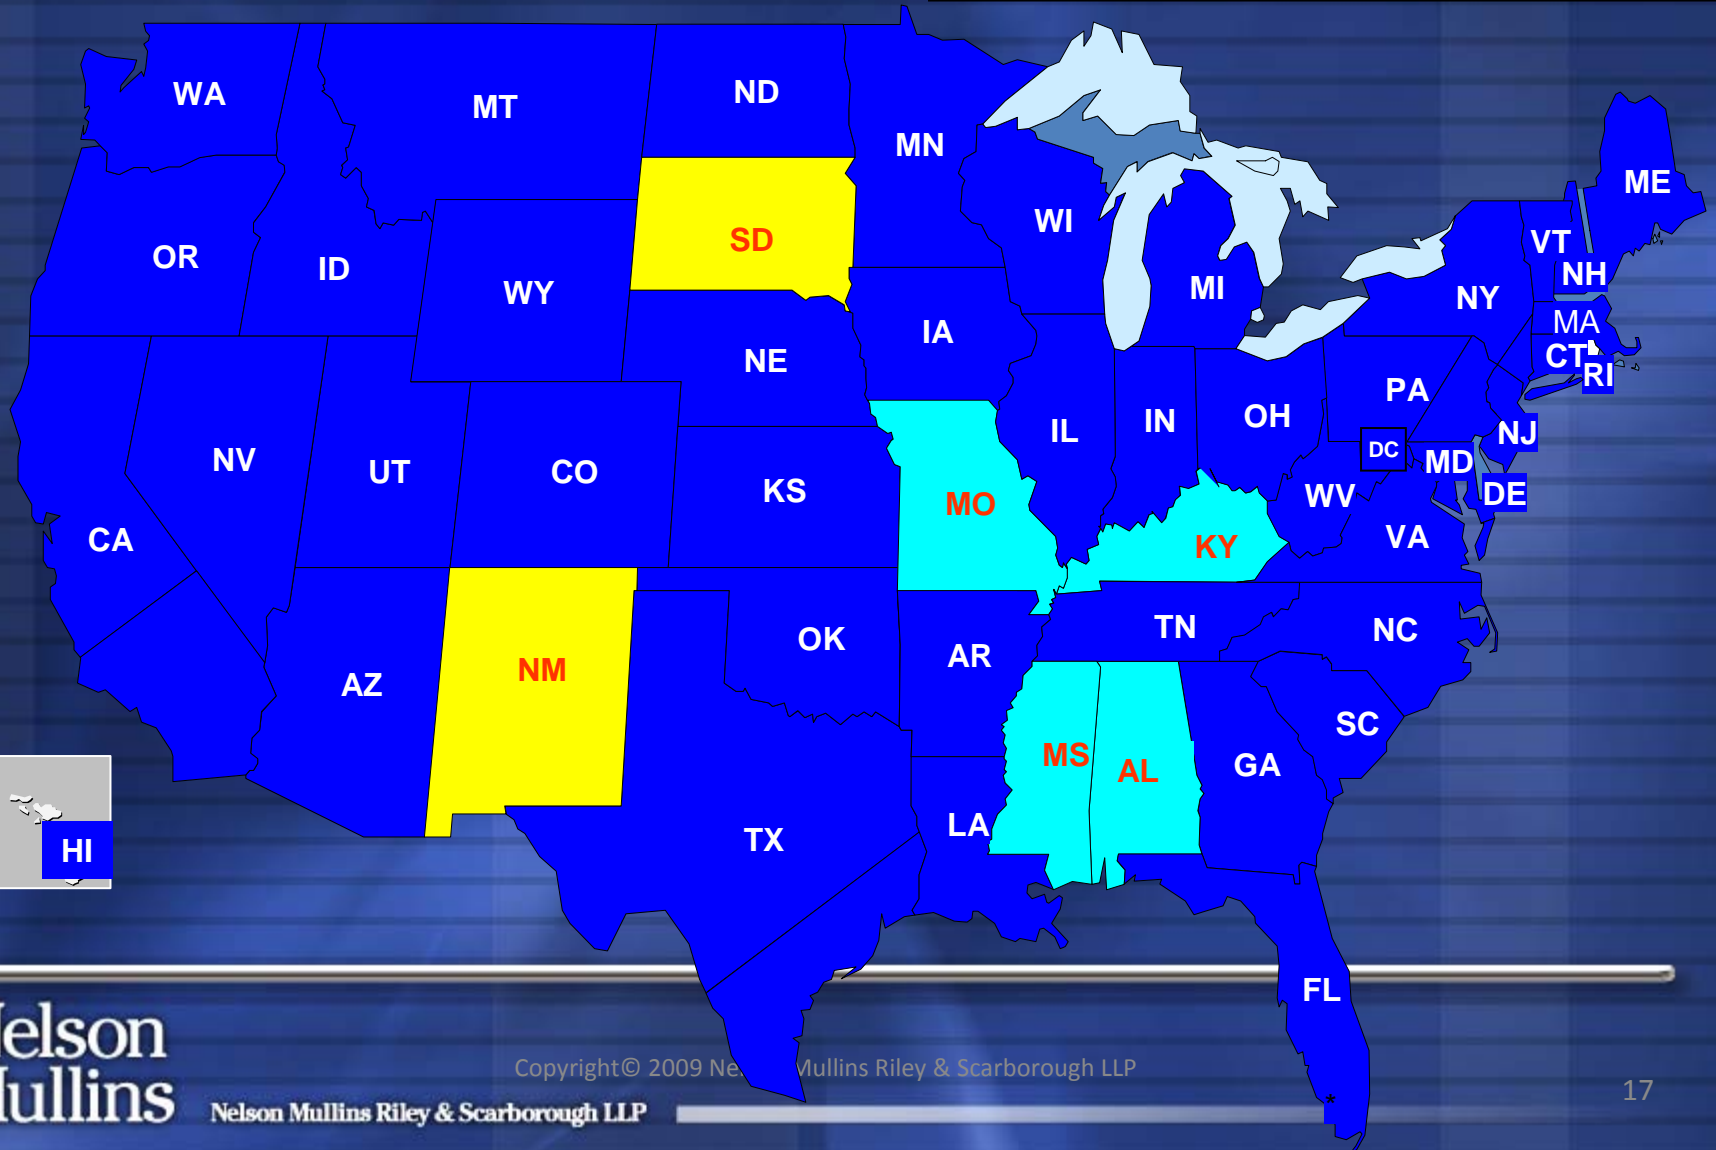 WA
MT
ND
MN
ME
SD
WI
VT
OR
ID
WY
MI
NH
NY
MA
IA
CT
RI
NE
PA
NV
UT
CO
KS
IL
IN
OH
DC
NJ
MD
MO
WV
DE
CA
KY
VA
OK
TN
NC
AZ
NM
AR
SC
MS
AL
GA
TX
LA
HI
FL
*
elson
ullins
Copyright© 2009 Ne Mullins Riley & Scarborough LLP
Nelson Mullins Riley & Scarborough LLP
17